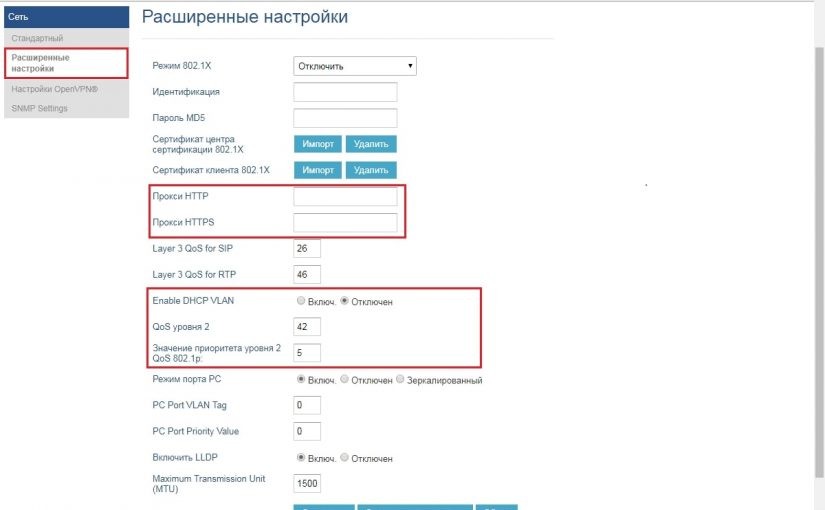 Сеть
Стандартный
Расширенные
настройки
Настройки OpenVPN®
SNMP Settings
Расширенные настройки
Режим 802.1X Отключить
Идентификация
Пароль MD5
Сертификат центра
сертификации 802.1X Импорт Удалить
Сертификат клиента 802.1X Импорт Удалить
Прокси HTTP
Прокси HTTPS
Layer 3 QoS for SIP 26
Layer 3 QoS for RTP 46
Enable DHCP VLAN Включ. Отключен
QoS уровня 2 42
Значение приоритета уровня 2
QoS 802.1p: 5
Режим порта PC Включ. Отключен Зеркалированный
PC Port VLAN Tag 0
PC Port Priority Value 0
Включить LLDP Включ. Отключен
Maximum Transmission Unit
(MTU) 1500